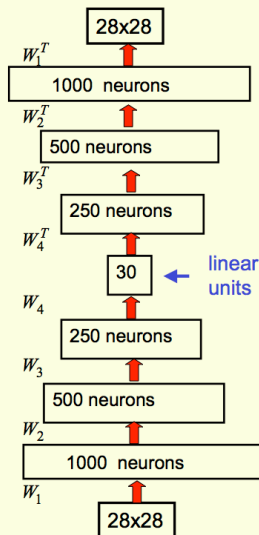 28x28
W₁ᵀ
1000 neurons
W₂ᵀ
500 neurons
W₃ᵀ
250 neurons
W₄ᵀ
30
linear
units
W₄
250 neurons
W₃
500 neurons
W₂
1000 neurons
W₁
28x28